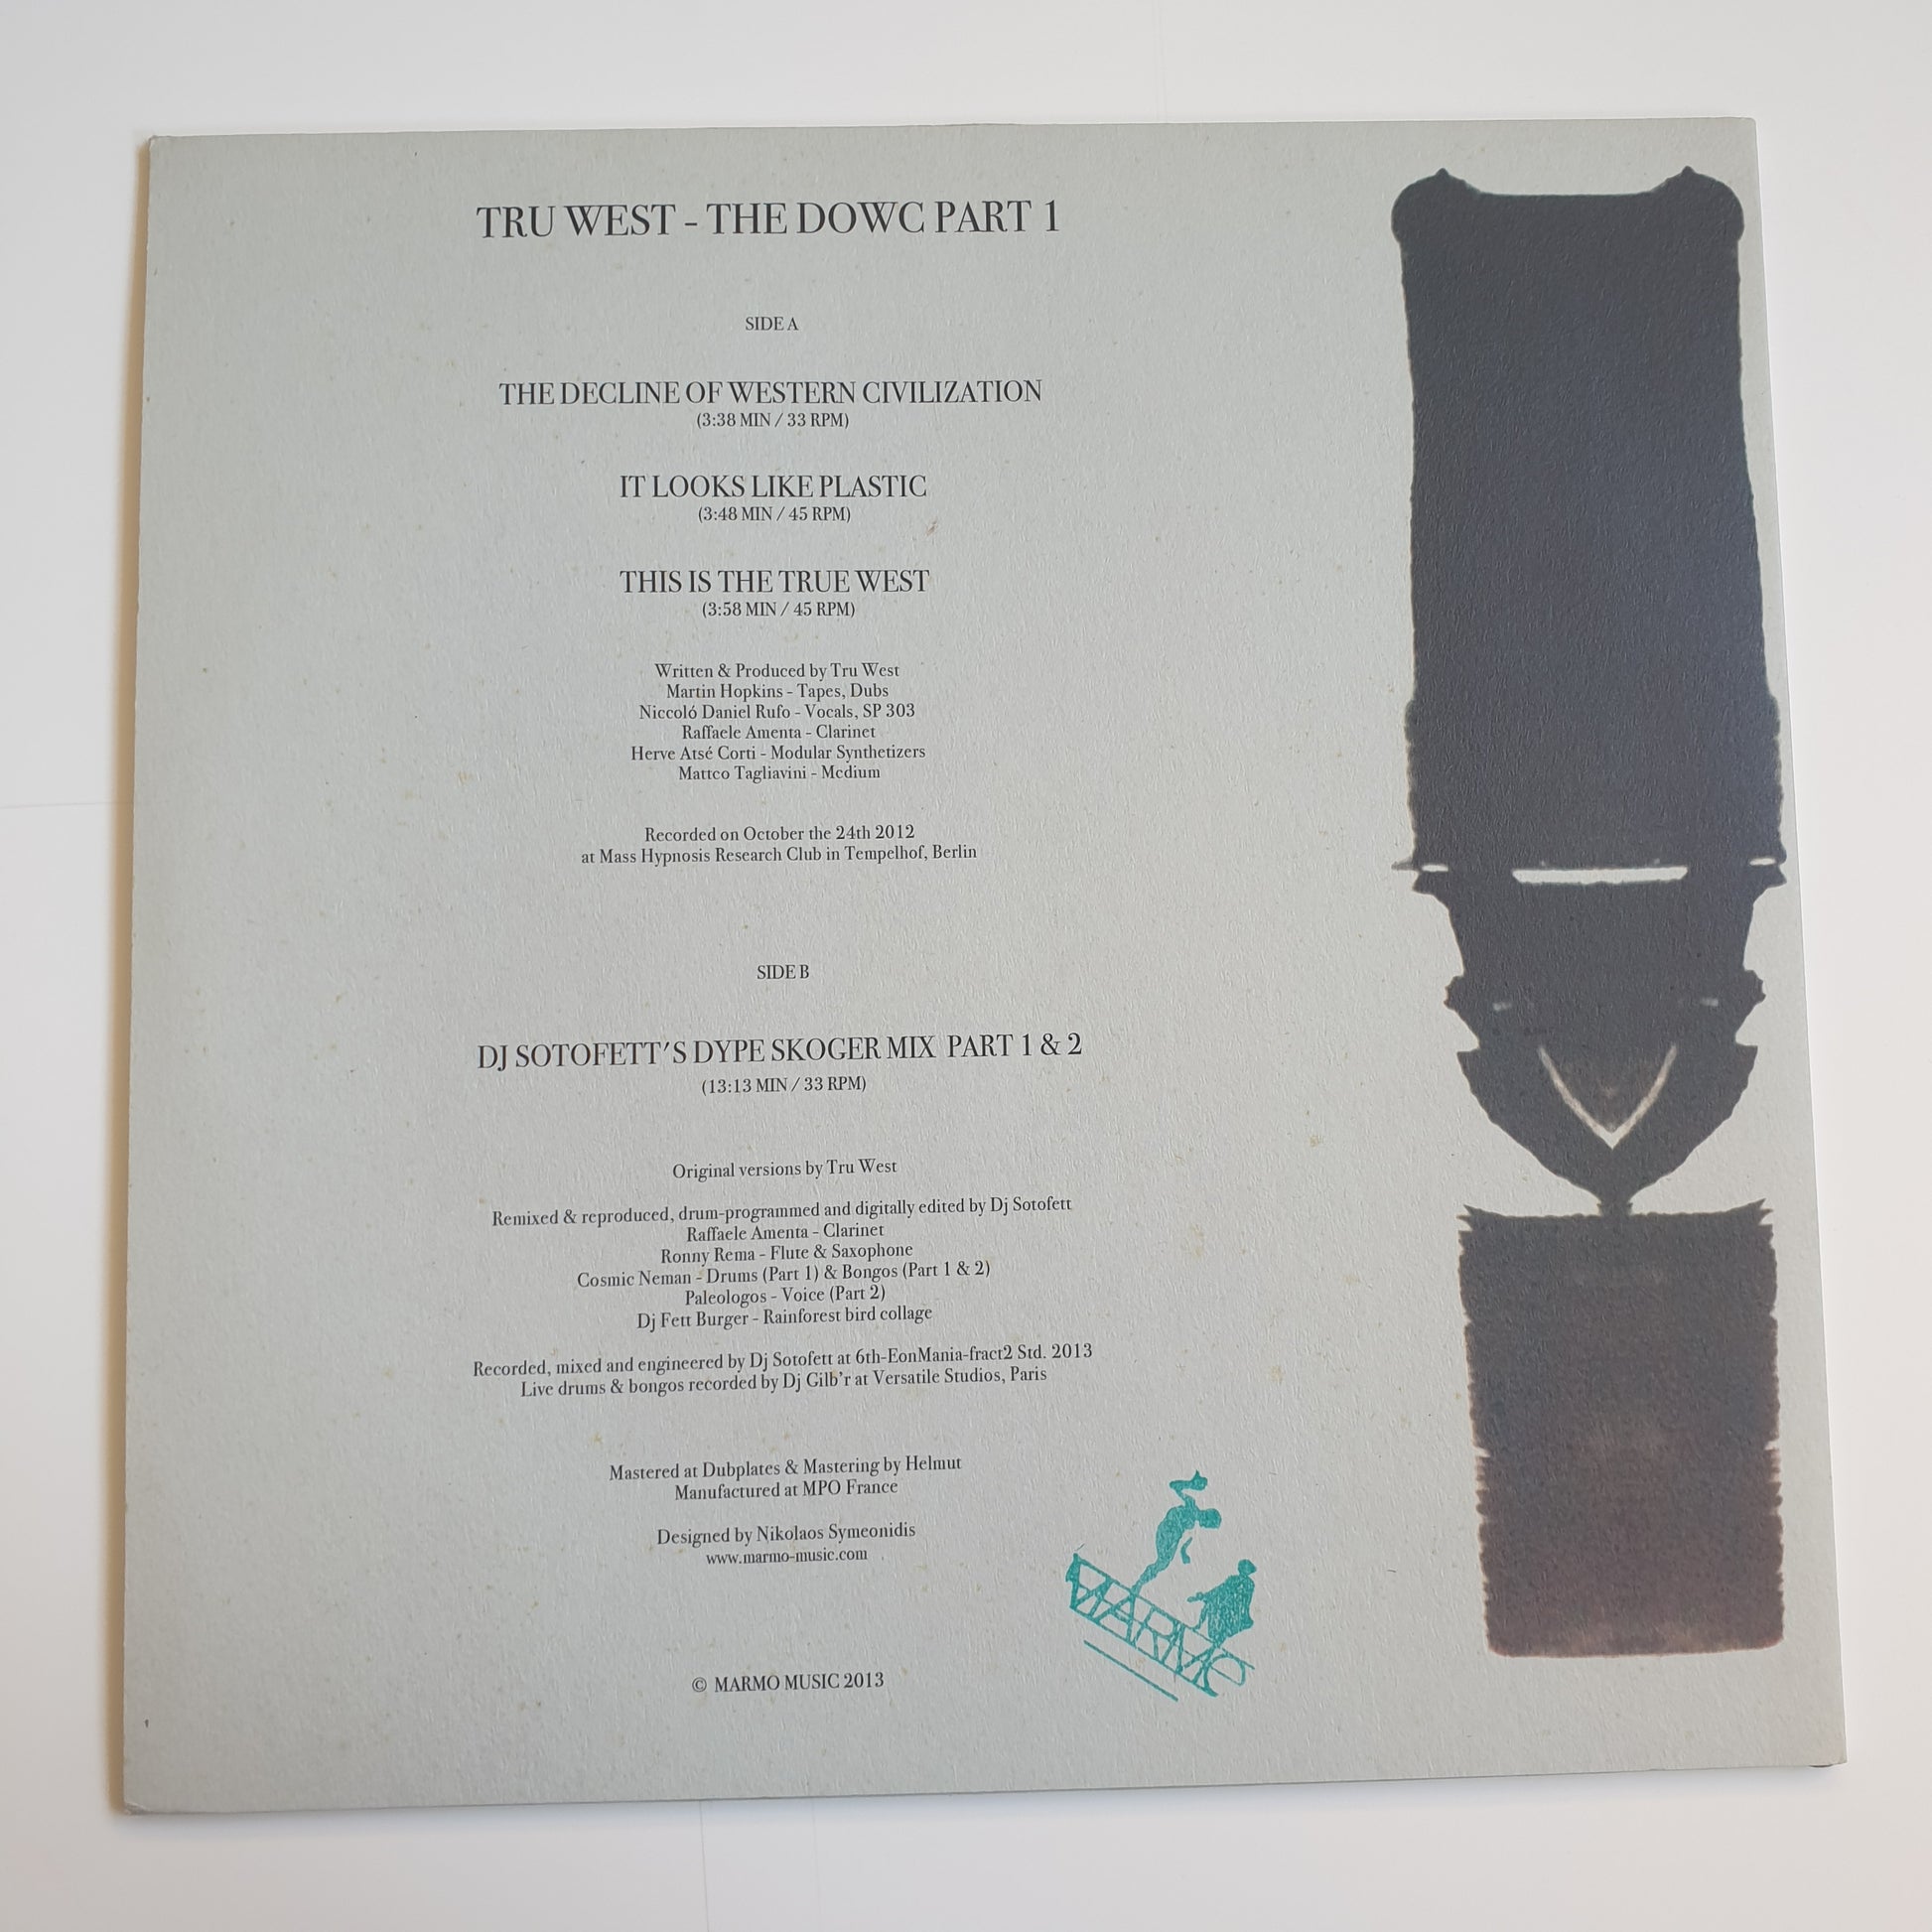 TRU WEST - THE DOWC PART 1
SIDE A
THE DECLINE OF WESTERN CIVILIZATION
(3:38 MIN / 33 RPM)
IT LOOKS LIKE PLASTIC
(3:48 MIN / 45 RPM)
THIS IS THE TRUE WEST
(3:58 MIN / 45 RPM)
Written & Produced by Tru West
Martin Hopkins - Tapes, Dubs
Niccoló Daniel Rufo - Vocals, SP 303
Raffaele Amenta - Clarinet
Herve Atsé Corti - Modular Synthetizers
Matteo Tagliavini - Medium
Recorded on October the 24th 2012
at Mass Hypnosis Research Club in Tempelhof, Berlin
SIDE B
DJ SOTOFETT'S DYPE SKOGER MIX PART 1 & 2
(13:13 MIN / 33 RPM)
Original versions by Tru West
Remixed & reproduced, drum-programmed and digitally edited by Dj Sotofett
Raffaele Amenta - Clarinet
Ronny Rema - Flute & Saxophone
Cosmic Neman - Drums (Part 1) & Bongos (Part 1 & 2)
Paleologos - Voice (Part 2)
Dj Fett Burger - Rainforest bird collage
Recorded, mixed and engineered by Dj Sotofett at 6th-EonMania-fract2 Std. 2013
Live drums & bongos recorded by Dj Gilb'r at Versatile Studios, Paris
Mastered at Dubplates & Mastering by Helmut
Manufactured at MPO France
Designed by Nikolaos Symeonidis
www.marmo-music.com
MARMO
© MARMO MUSIC 2013